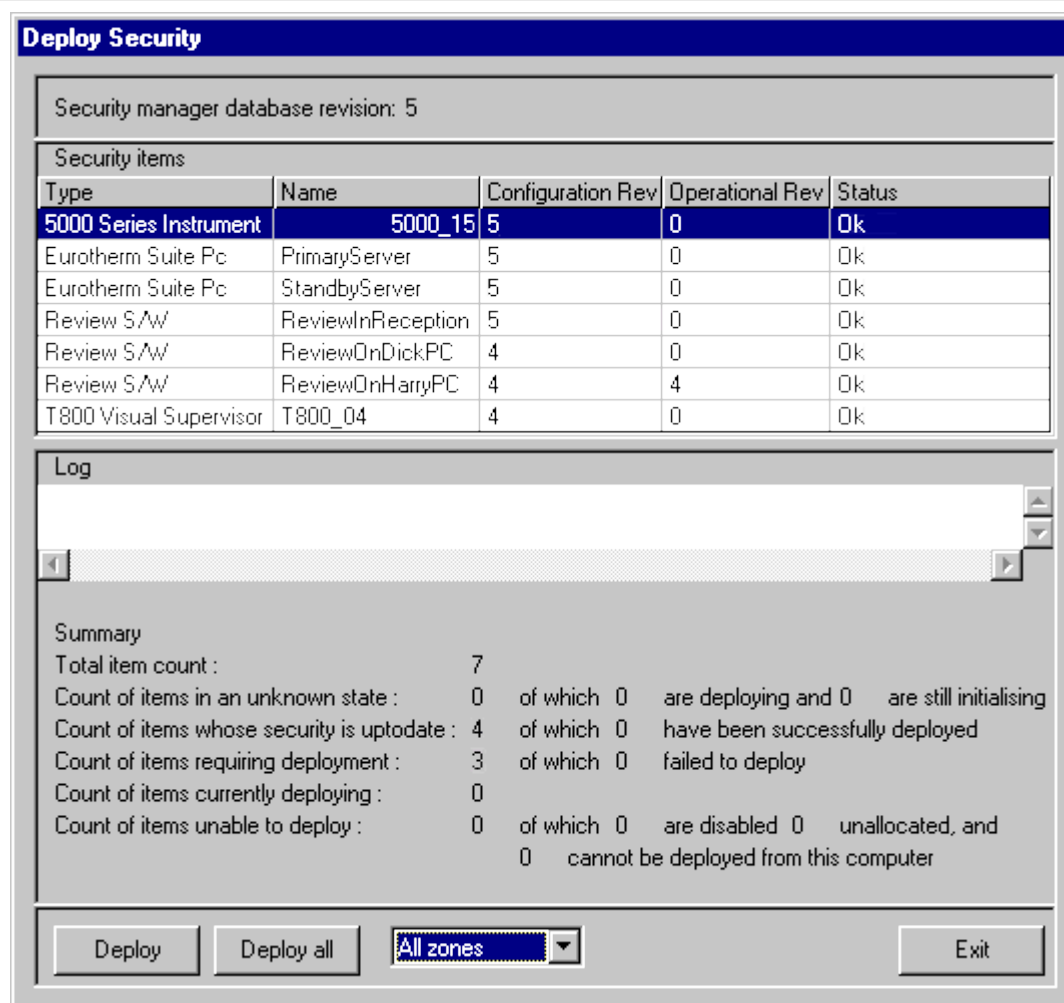 Deploy Security
Security manager database revision: 5
Security items
Type Name Configuration Rev Operational Rev Status
5000 Series Instrument 5000_15 5 0 Ok
Eurotherm Suite Pc PrimaryServer 5 0 Ok
Eurotherm Suite Pc StandbyServer 5 0 Ok
Review S/W ReviewInReception 5 0 Ok
Review S/W ReviewOnDickPC 4 0 Ok
Review S/W ReviewOnHarryPC 4 4 Ok
T800 Visual Supervisor T800_04 4 0 Ok
Log
Summary
Total item count : 7
Count of items in an unknown state : 0 of which 0 are deploying and 0 are still initialising
Count of items whose security is uptodate : 4 of which 0 have been successfully deployed
Count of items requiring deployment : 3 of which 0 failed to deploy
Count of items currently deploying : 0
Count of items unable to deploy : 0 of which 0 are disabled 0 unallocated, and
0 cannot be deployed from this computer
Deploy Deploy all All zones Exit